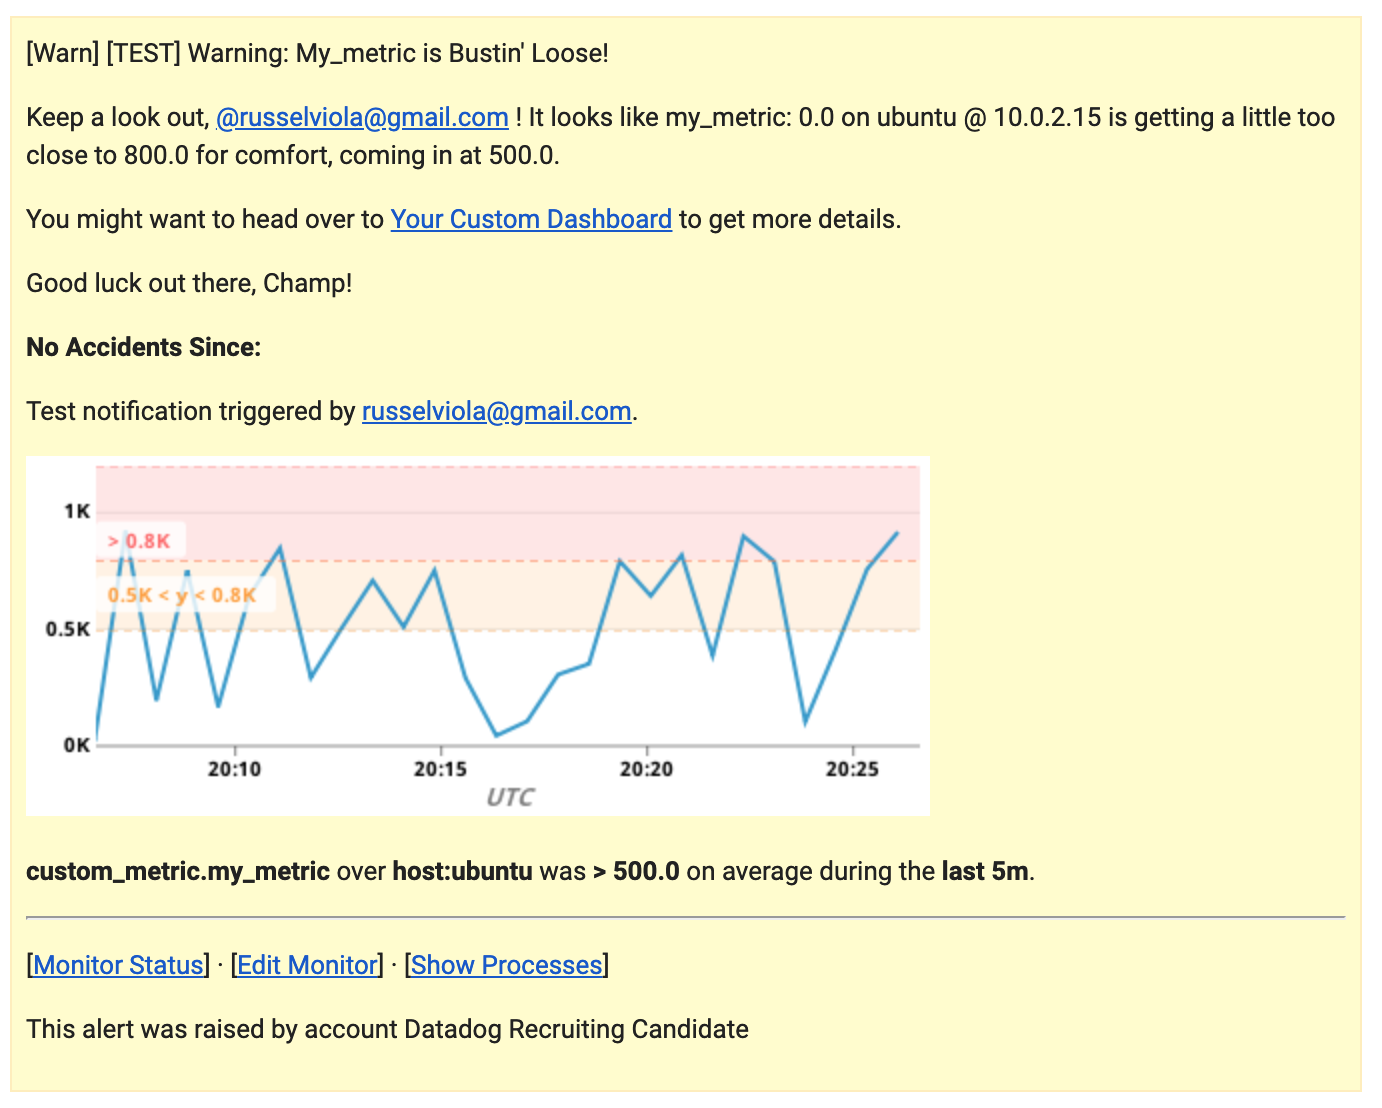 [Warn] [TEST] Warning: My_metric is Bustin' Loose!
Keep a look out, @russelviola@gmail.com ! It looks like my_metric: 0.0 on ubuntu @ 10.0.2.15 is getting a little too
close to 800.0 for comfort, coming in at 500.0.
You might want to head over to Your Custom Dashboard to get more details.
Good luck out there, Champ!
No Accidents Since:
Test notification triggered by russelviola@gmail.com.
1K
> 0.8K
0.5K < y < 0.8K
0.5K
0K
20:10 20:15 20:20 20:25
UTC
custom_metric.my_metric over host:ubuntu was > 500.0 on average during the last 5m.
[Monitor Status] · [Edit Monitor] · [Show Processes]
This alert was raised by account Datadog Recruiting Candidate